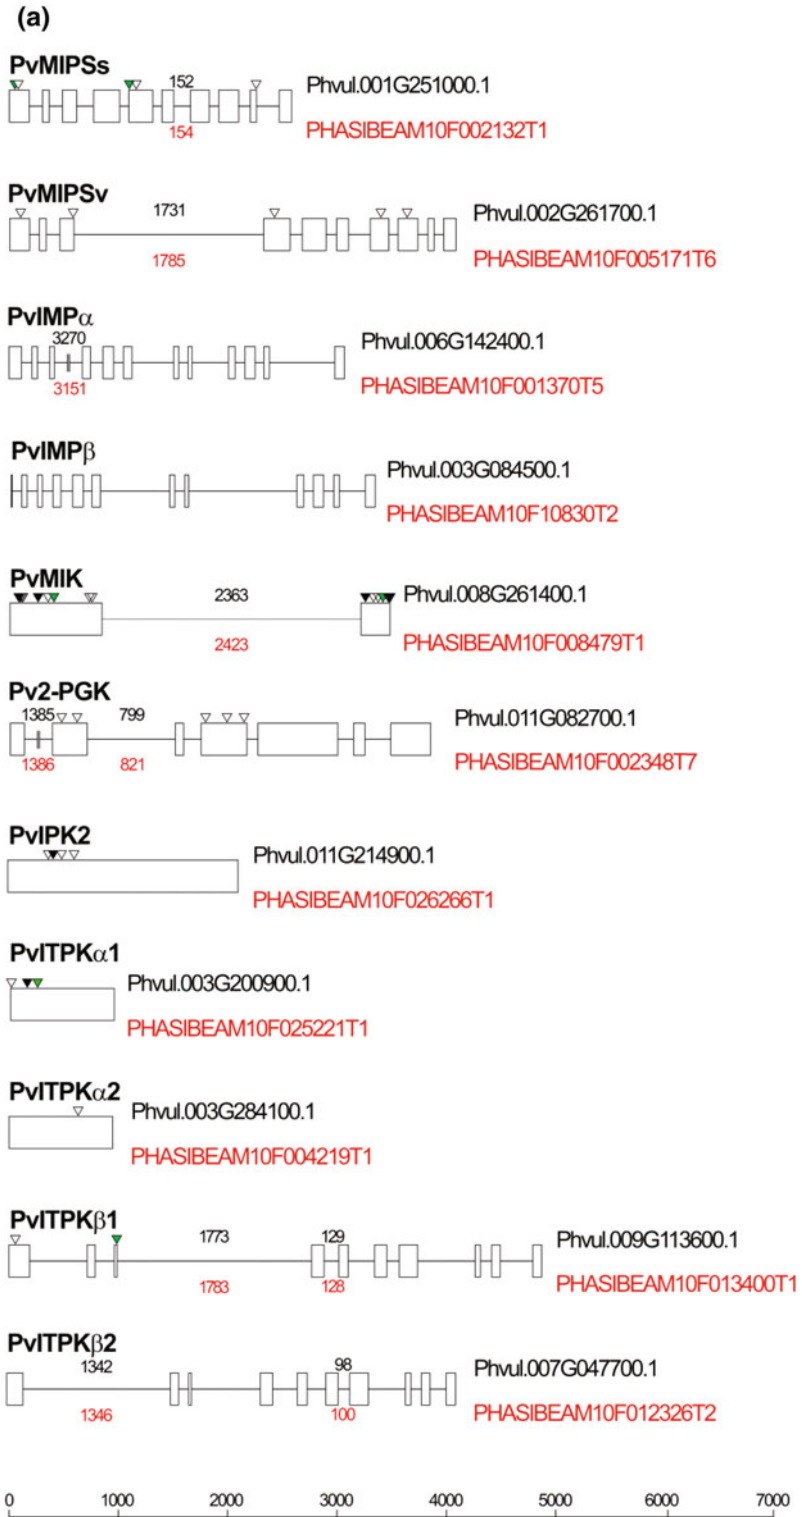 (a)
PvMIPSs
152
Phvul.001G251000.1
154
PHASIBEAM10F002132T1
PvMIPSv
1731
Phvul.002G261700.1
1785
PHASIBEAM10F005171T6
PvIMPα
3270
Phvul.006G142400.1
3151
PHASIBEAM10F001370T5
PvIMPβ
Phvul.003G084500.1
PHASIBEAM10F10830T2
PvMIK
2363
Phvul.008G261400.1
2423
PHASIBEAM10F008479T1
Pv2-PGK
1385 799
Phvul.011G082700.1
1386 821
PHASIBEAM10F002348T7
PvIPK2
Phvul.011G214900.1
PHASIBEAM10F026266T1
PvITPKα1
Phvul.003G200900.1
PHASIBEAM10F025221T1
PvITPKα2
Phvul.003G284100.1
PHASIBEAM10F004219T1
PvITPKβ1
1773 129
Phvul.009G113600.1
1783 128
PHASIBEAM10F013400T1
PvITPKβ2
1342 98
Phvul.007G047700.1
1346 100
PHASIBEAM10F012326T2
0 1000 2000 3000 4000 5000 6000 7000